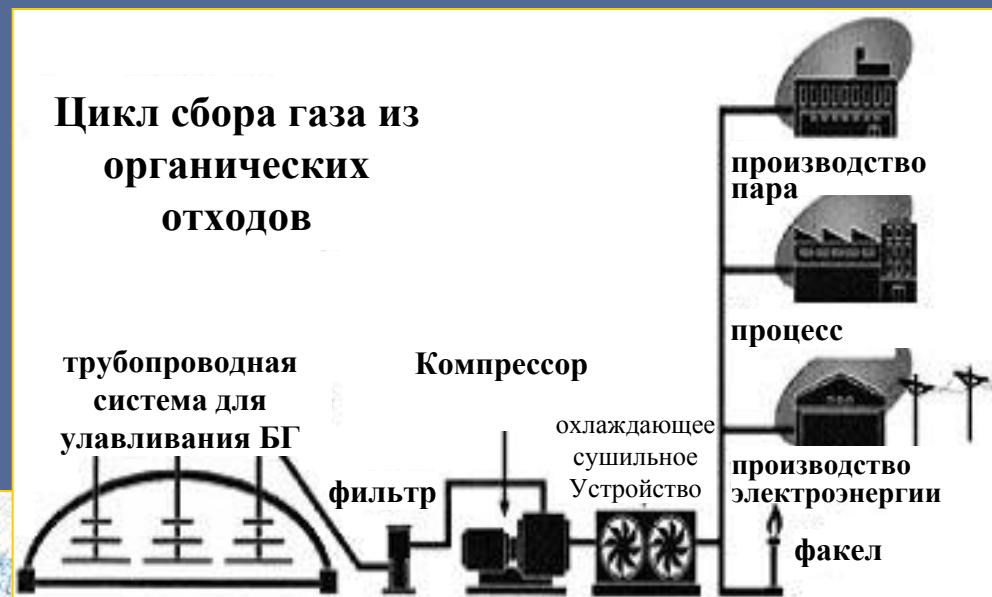 Цикл сбора газа из
органических
отходов
производство
пара
процесс
трубопроводная
система для
улавливания БГ
Компрессор
охлаждающее
сушильное
Устройство
фильтр
производство
электроэнергии
факел